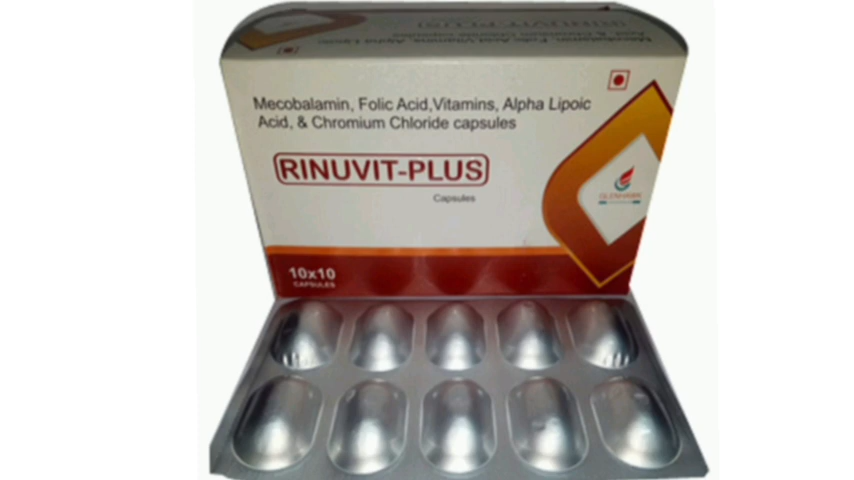 Mecobalamin, Folic Acid,Vitamins, Alpha Lipoic
Acid, & Chromium Chloride capsules
RINUVIT-PLUS
Capsules
10x10
CAPSULES